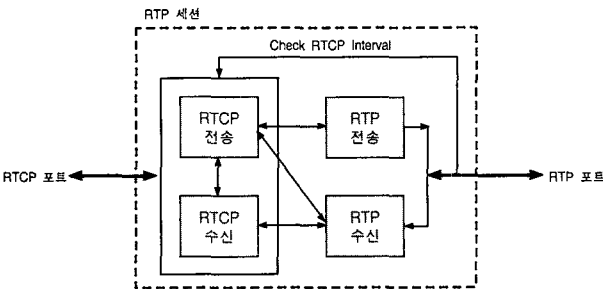 RTP 세션
Check RTCP Interval
RTCP
전송
RTP
전송
RTCP 포트
RTP 포트
RTCP
수신
RTP
수신